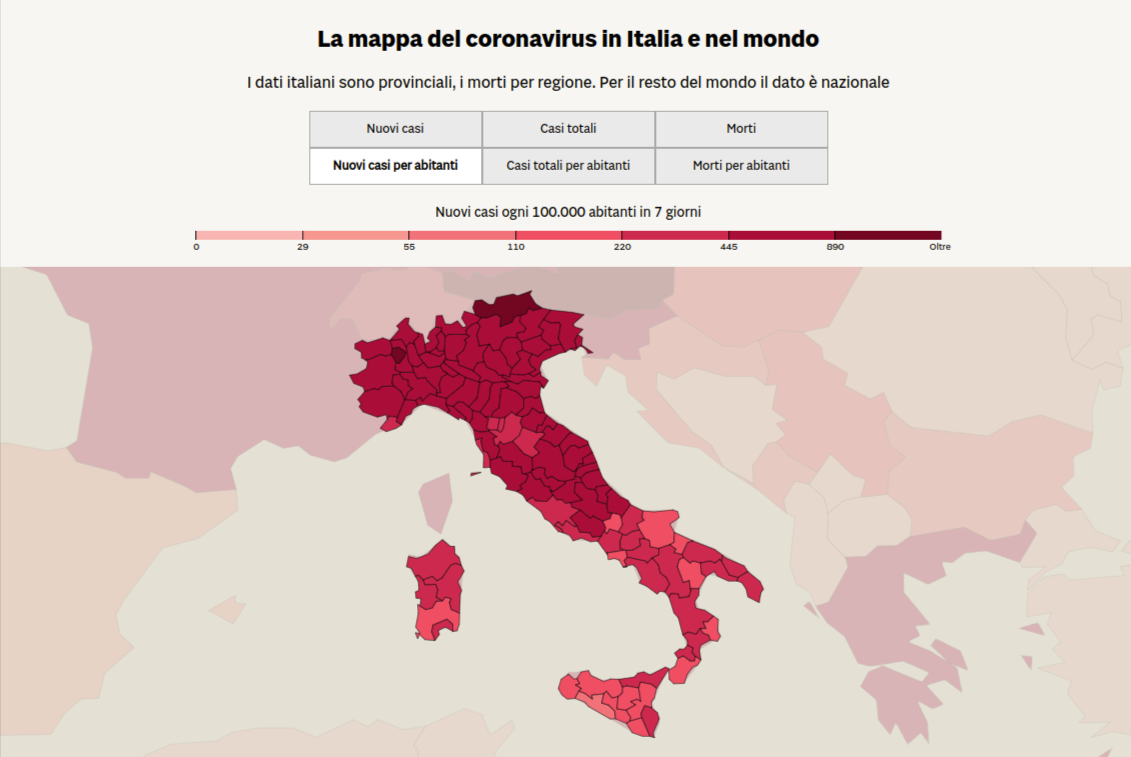 La mappa del coronavirus in Italia e nel mondo
I dati italiani sono provinciali, i morti per regione. Per il resto del mondo il dato è nazionale
Nuovi casi Casi totali Morti
Nuovi casi per abitanti Casi totali per abitanti Morti per abitanti
Nuovi casi ogni 100.000 abitanti in 7 giorni
0 29 55 110 220 445 890 Oltre